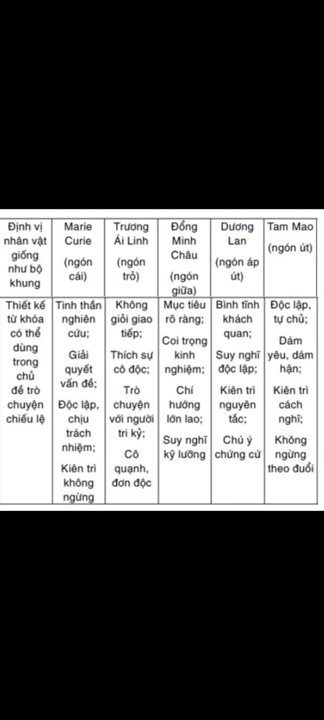 Định vị
nhân vật
giống
như bộ
khung
Marie
Curie
(ngón
cái)
Trương
Ái Linh
(ngón
trỏ)
Đổng
Minh
Châu
(ngón
giữa)
Dương
Lan
(ngón áp
út)
Tam Mao
(ngón út)
Thiết kế
từ khóa
có thể
dùng
trong
chủ
đề trò
chuyện
chiếu lệ
Tinh thần
nghiên
cứu;
Giải
quyết
vấn đề;
Độc lập,
chịu
trách
nhiệm;
Kiên trì
không
ngừng
Không
giỏi giao
tiếp;
Thích sự
cô độc;
Trò
chuyện
với người
tri kỷ;
Cô
quạnh,
đơn độc
Mục tiêu
rõ ràng;
Coi trọng
kinh
nghiệm;
Chí
hướng
lớn lao;
Suy nghĩ
kỹ lưỡng
Bình tĩnh
khách
quan;
Suy nghĩ
độc lập;
Kiên trì
nguyên
tắc;
Chú ý
chứng cứ
Độc lập,
tự chủ;
Dám
yêu, dám
hận;
Kiên trì
cách
nghĩ;
Không
ngừng
theo đuổi